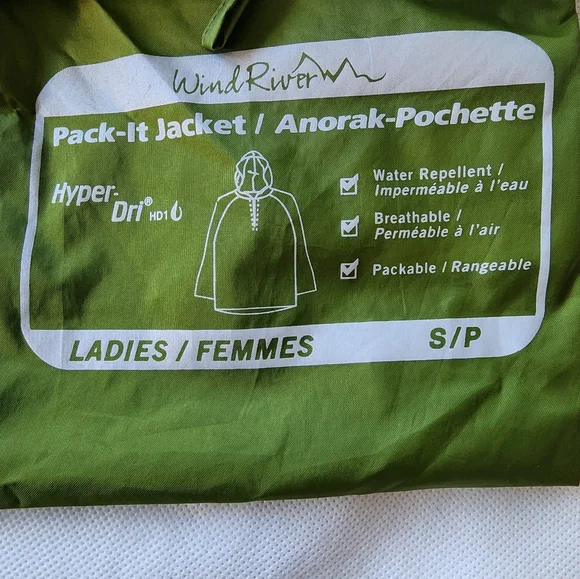 WindRiver
Pack-It Jacket / Anorak-Pochette
Hyper-
Dri® HD1
Water Repellent /
Imperméable à l'eau
Breathable /
Perméable à l'air
Packable / Rangeable
LADIES / FEMMES S/P